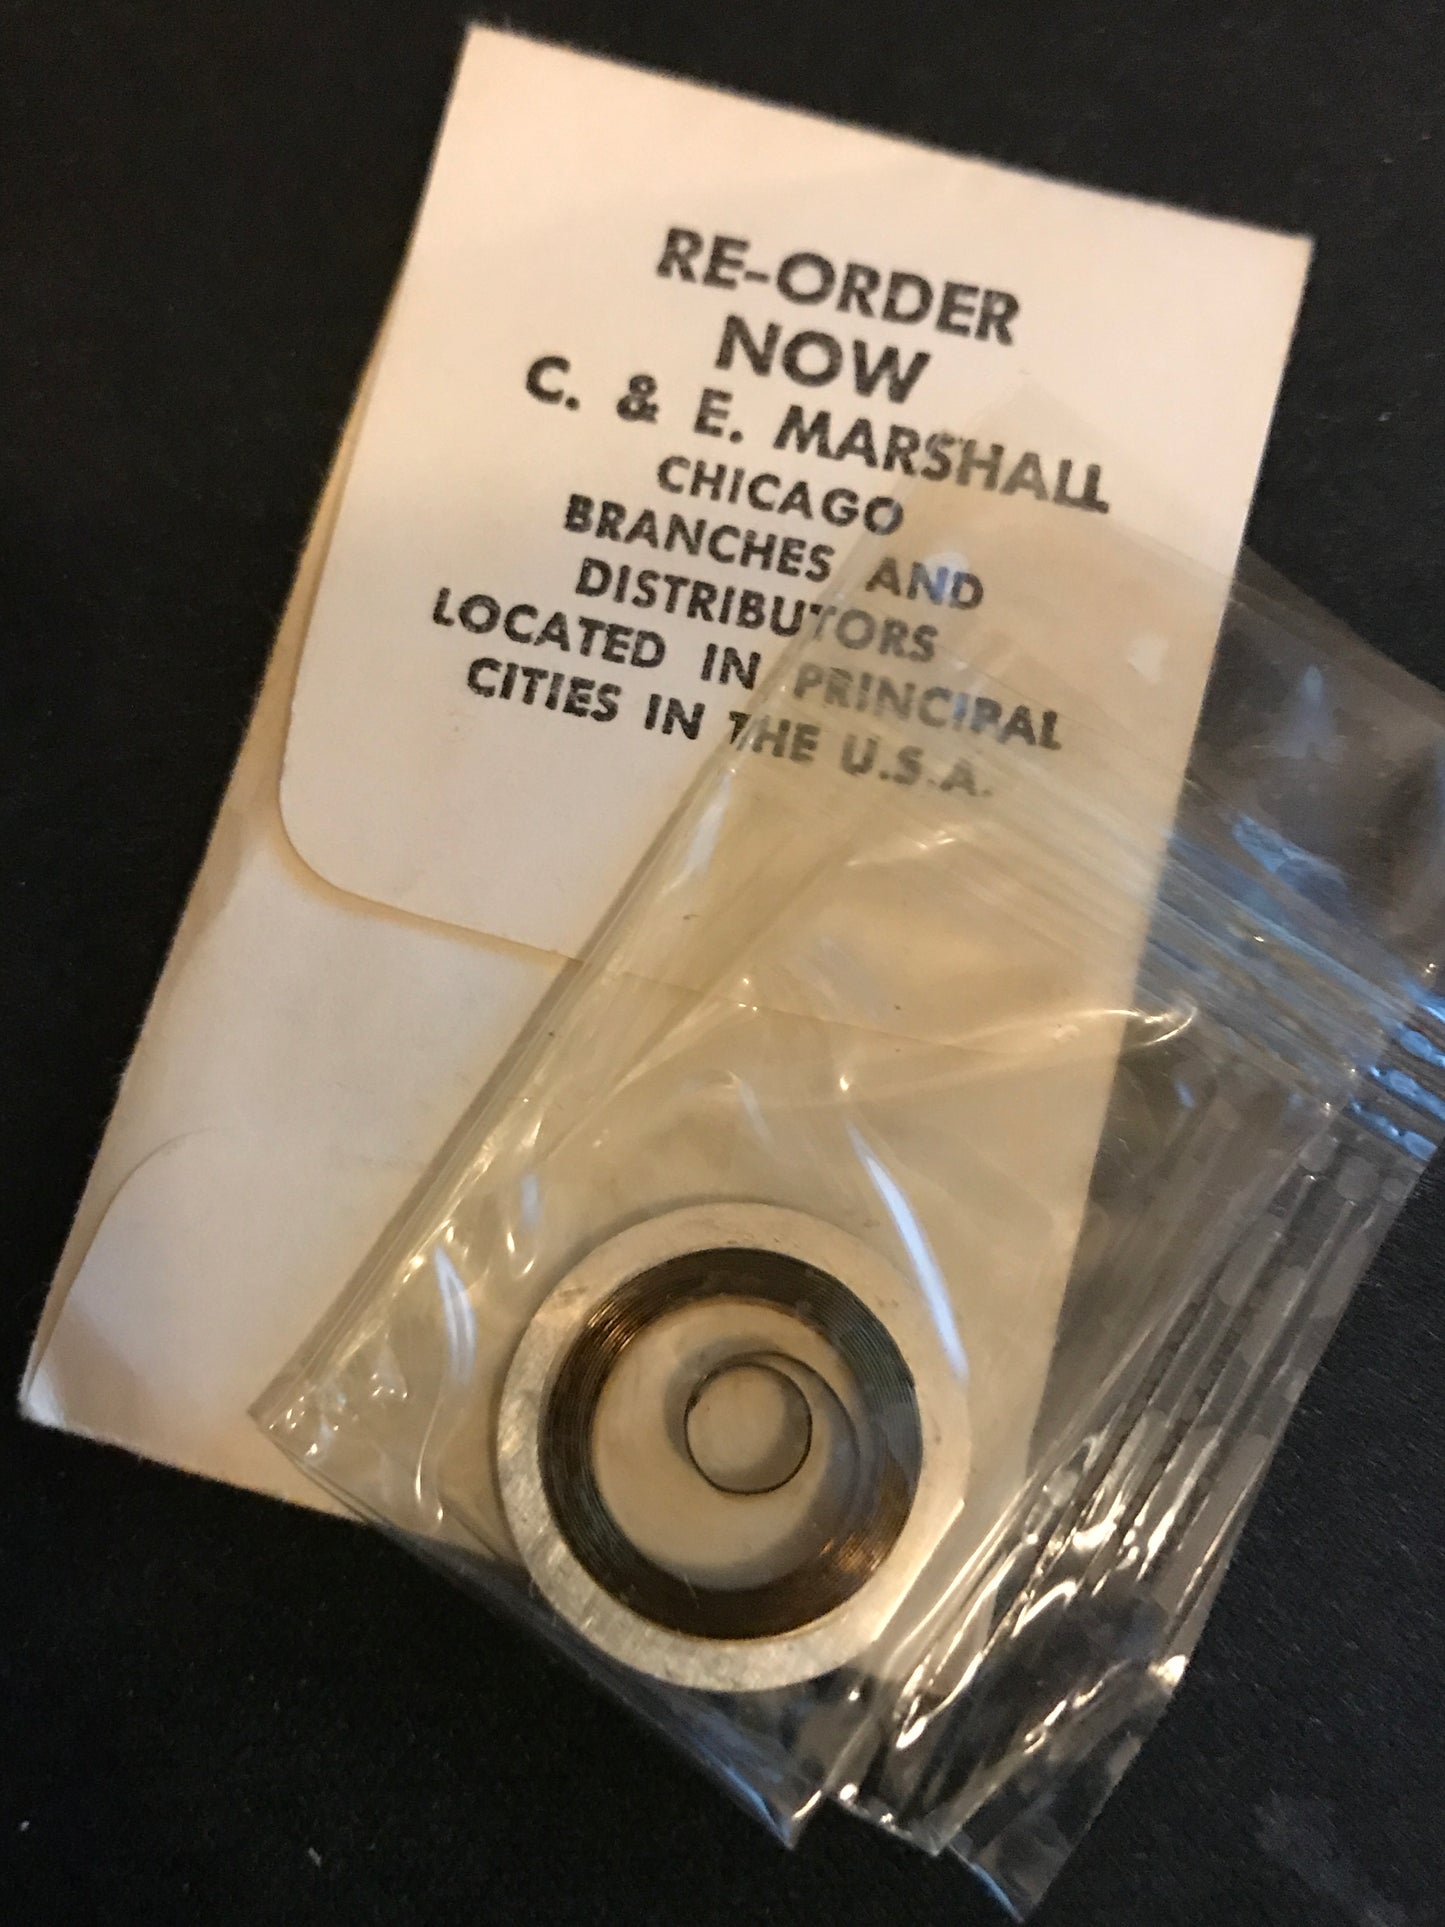 RE-ORDER
NOW
C. & E. MARSHALL
CHICAGO
BRANCHES AND
DISTRIBUTORS
LOCATED IN PRINCIPAL
CITIES IN THE U.S.A.